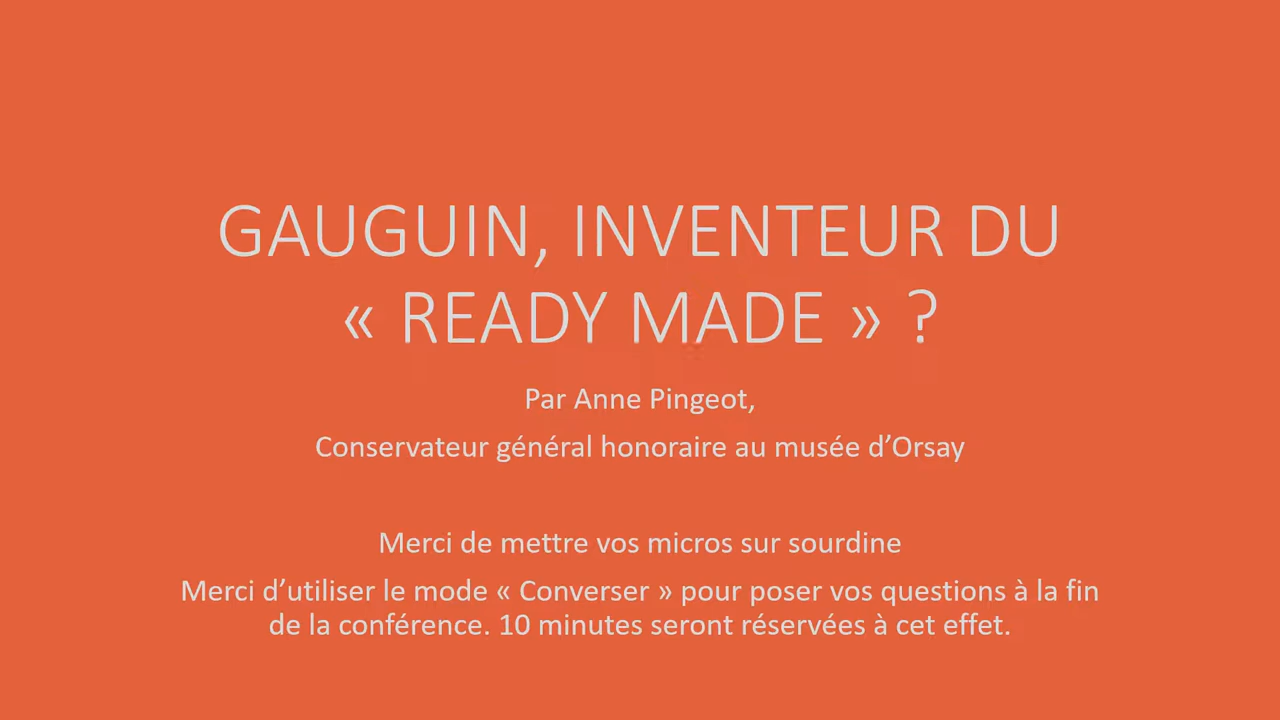 GAUGUIN, INVENTEUR DU
« READY MADE » ?
Par Anne Pingeot,
Conservateur général honoraire au musée d’Orsay
Merci de mettre vos micros sur sourdine
Merci d’utiliser le mode « Converser » pour poser vos questions à la fin
de la conférence. 10 minutes seront réservées à cet effet.